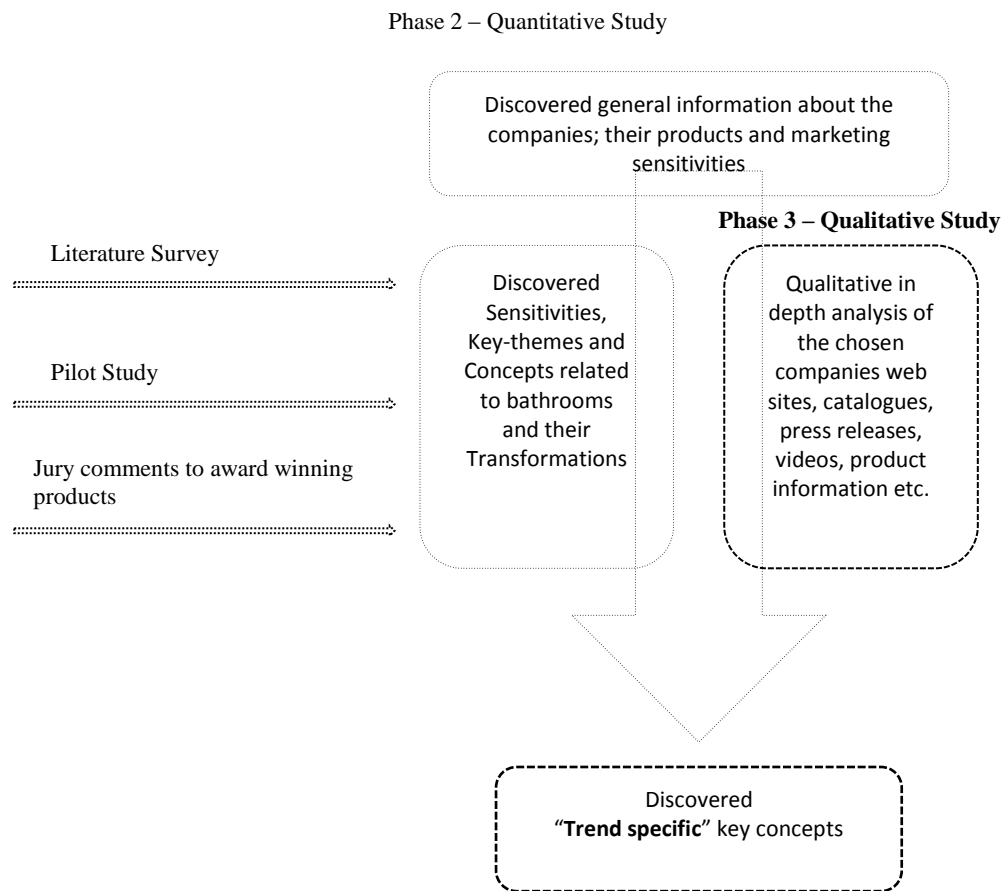 Phase 2 – Quantitative Study
Discovered general information about the
companies; their products and marketing
sensitivities
Phase 3 – Qualitative Study
Literature Survey
Pilot Study
Jury comments to award winning
products
Discovered
Sensitivities,
Key-themes and
Concepts related
to bathrooms
and their
Transformations
Qualitative in
depth analysis of
the chosen
companies web
sites, catalogues,
press releases,
videos, product
information etc.
Discovered
“Trend specific” key concepts